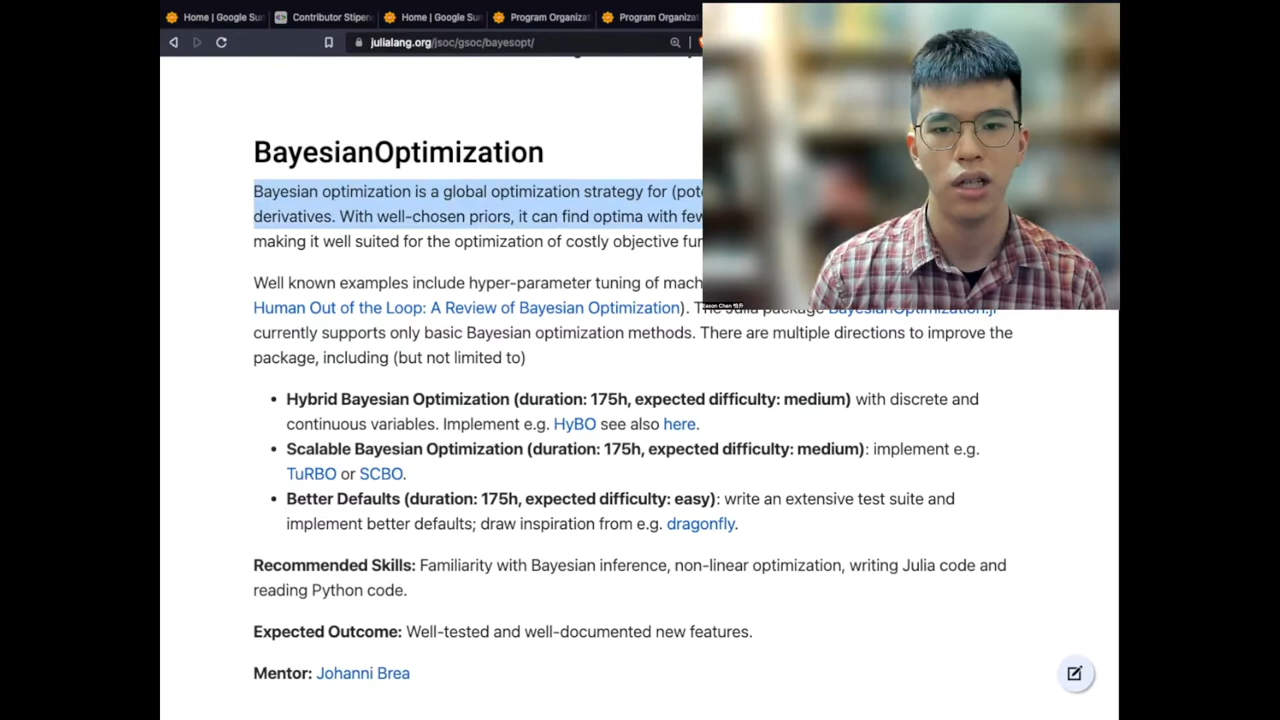 Home | Google Sun
Contributor Stipen
Home | Google Sun
Program Organizat
Program Organizat
julialang.org/jsoc/gsoc/bayesopt/
BayesianOptimization
Bayesian optimization is a global optimization strategy for (pot
derivatives. With well-chosen priors, it can find optima with few
making it well suited for the optimization of costly objective fun
Well known examples include hyper-parameter tuning of mach
Human Out of the Loop: A Review of Bayesian Optimization). The Julia package BayesianOptimization.jl
currently supports only basic Bayesian optimization methods. There are multiple directions to improve the
package, including (but not limited to)
• Hybrid Bayesian Optimization (duration: 175h, expected difficulty: medium) with discrete and
continuous variables. Implement e.g. HyBO see also here.
• Scalable Bayesian Optimization (duration: 175h, expected difficulty: medium): implement e.g.
TuRBO or SCBO.
• Better Defaults (duration: 175h, expected difficulty: easy): write an extensive test suite and
implement better defaults; draw inspiration from e.g. dragonfly.
Recommended Skills: Familiarity with Bayesian inference, non-linear optimization, writing Julia code and
reading Python code.
Expected Outcome: Well-tested and well-documented new features.
Mentor: Johanni Brea